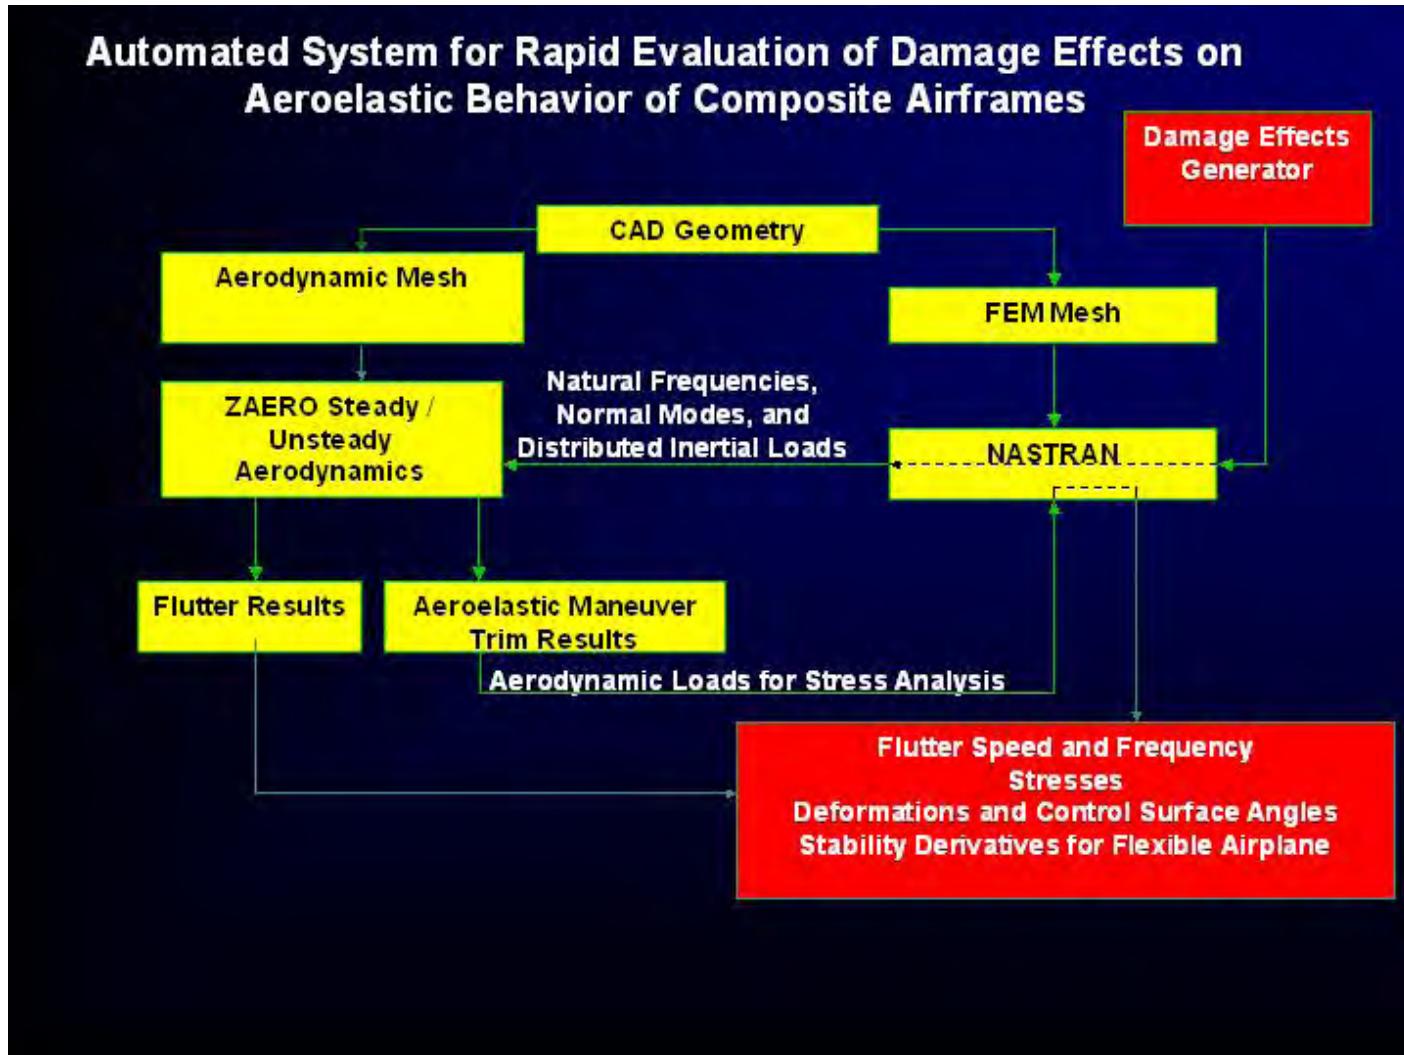 Automated System for Rapid Evaluation of Damage Effects on
Aeroelastic Behavior of Composite Airframes
Damage Effects
Generator
CAD Geometry
Aerodynamic Mesh
FEM Mesh
Natural Frequencies,
Normal Modes, and
Distributed Inertial Loads
ZAERO Steady /
Unsteady
Aerodynamics
NASTRAN
Flutter Results
Aeroelastic Maneuver
Trim Results
Aerodynamic Loads for Stress Analysis
Flutter Speed and Frequency
Stresses
Deformations and Control Surface Angles
Stability Derivatives for Flexible Airplane